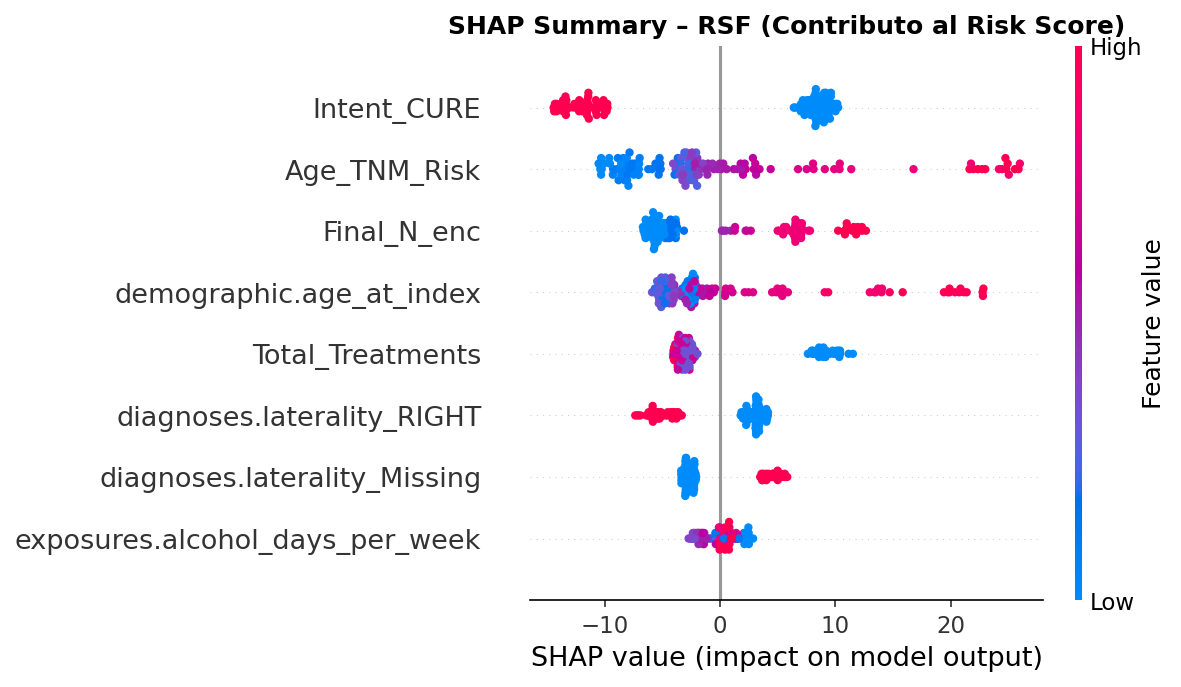 SHAP Summary – RSF (Contributo al Risk Score)
High
Intent_CURE
Age_TNM_Risk
Final_N_enc
demographic.age_at_index
Total_Treatments
diagnoses.laterality_RIGHT
diagnoses.laterality_Missing
exposures.alcohol_days_per_week
Feature value
Low
−10 0 10 20
SHAP value (impact on model output)